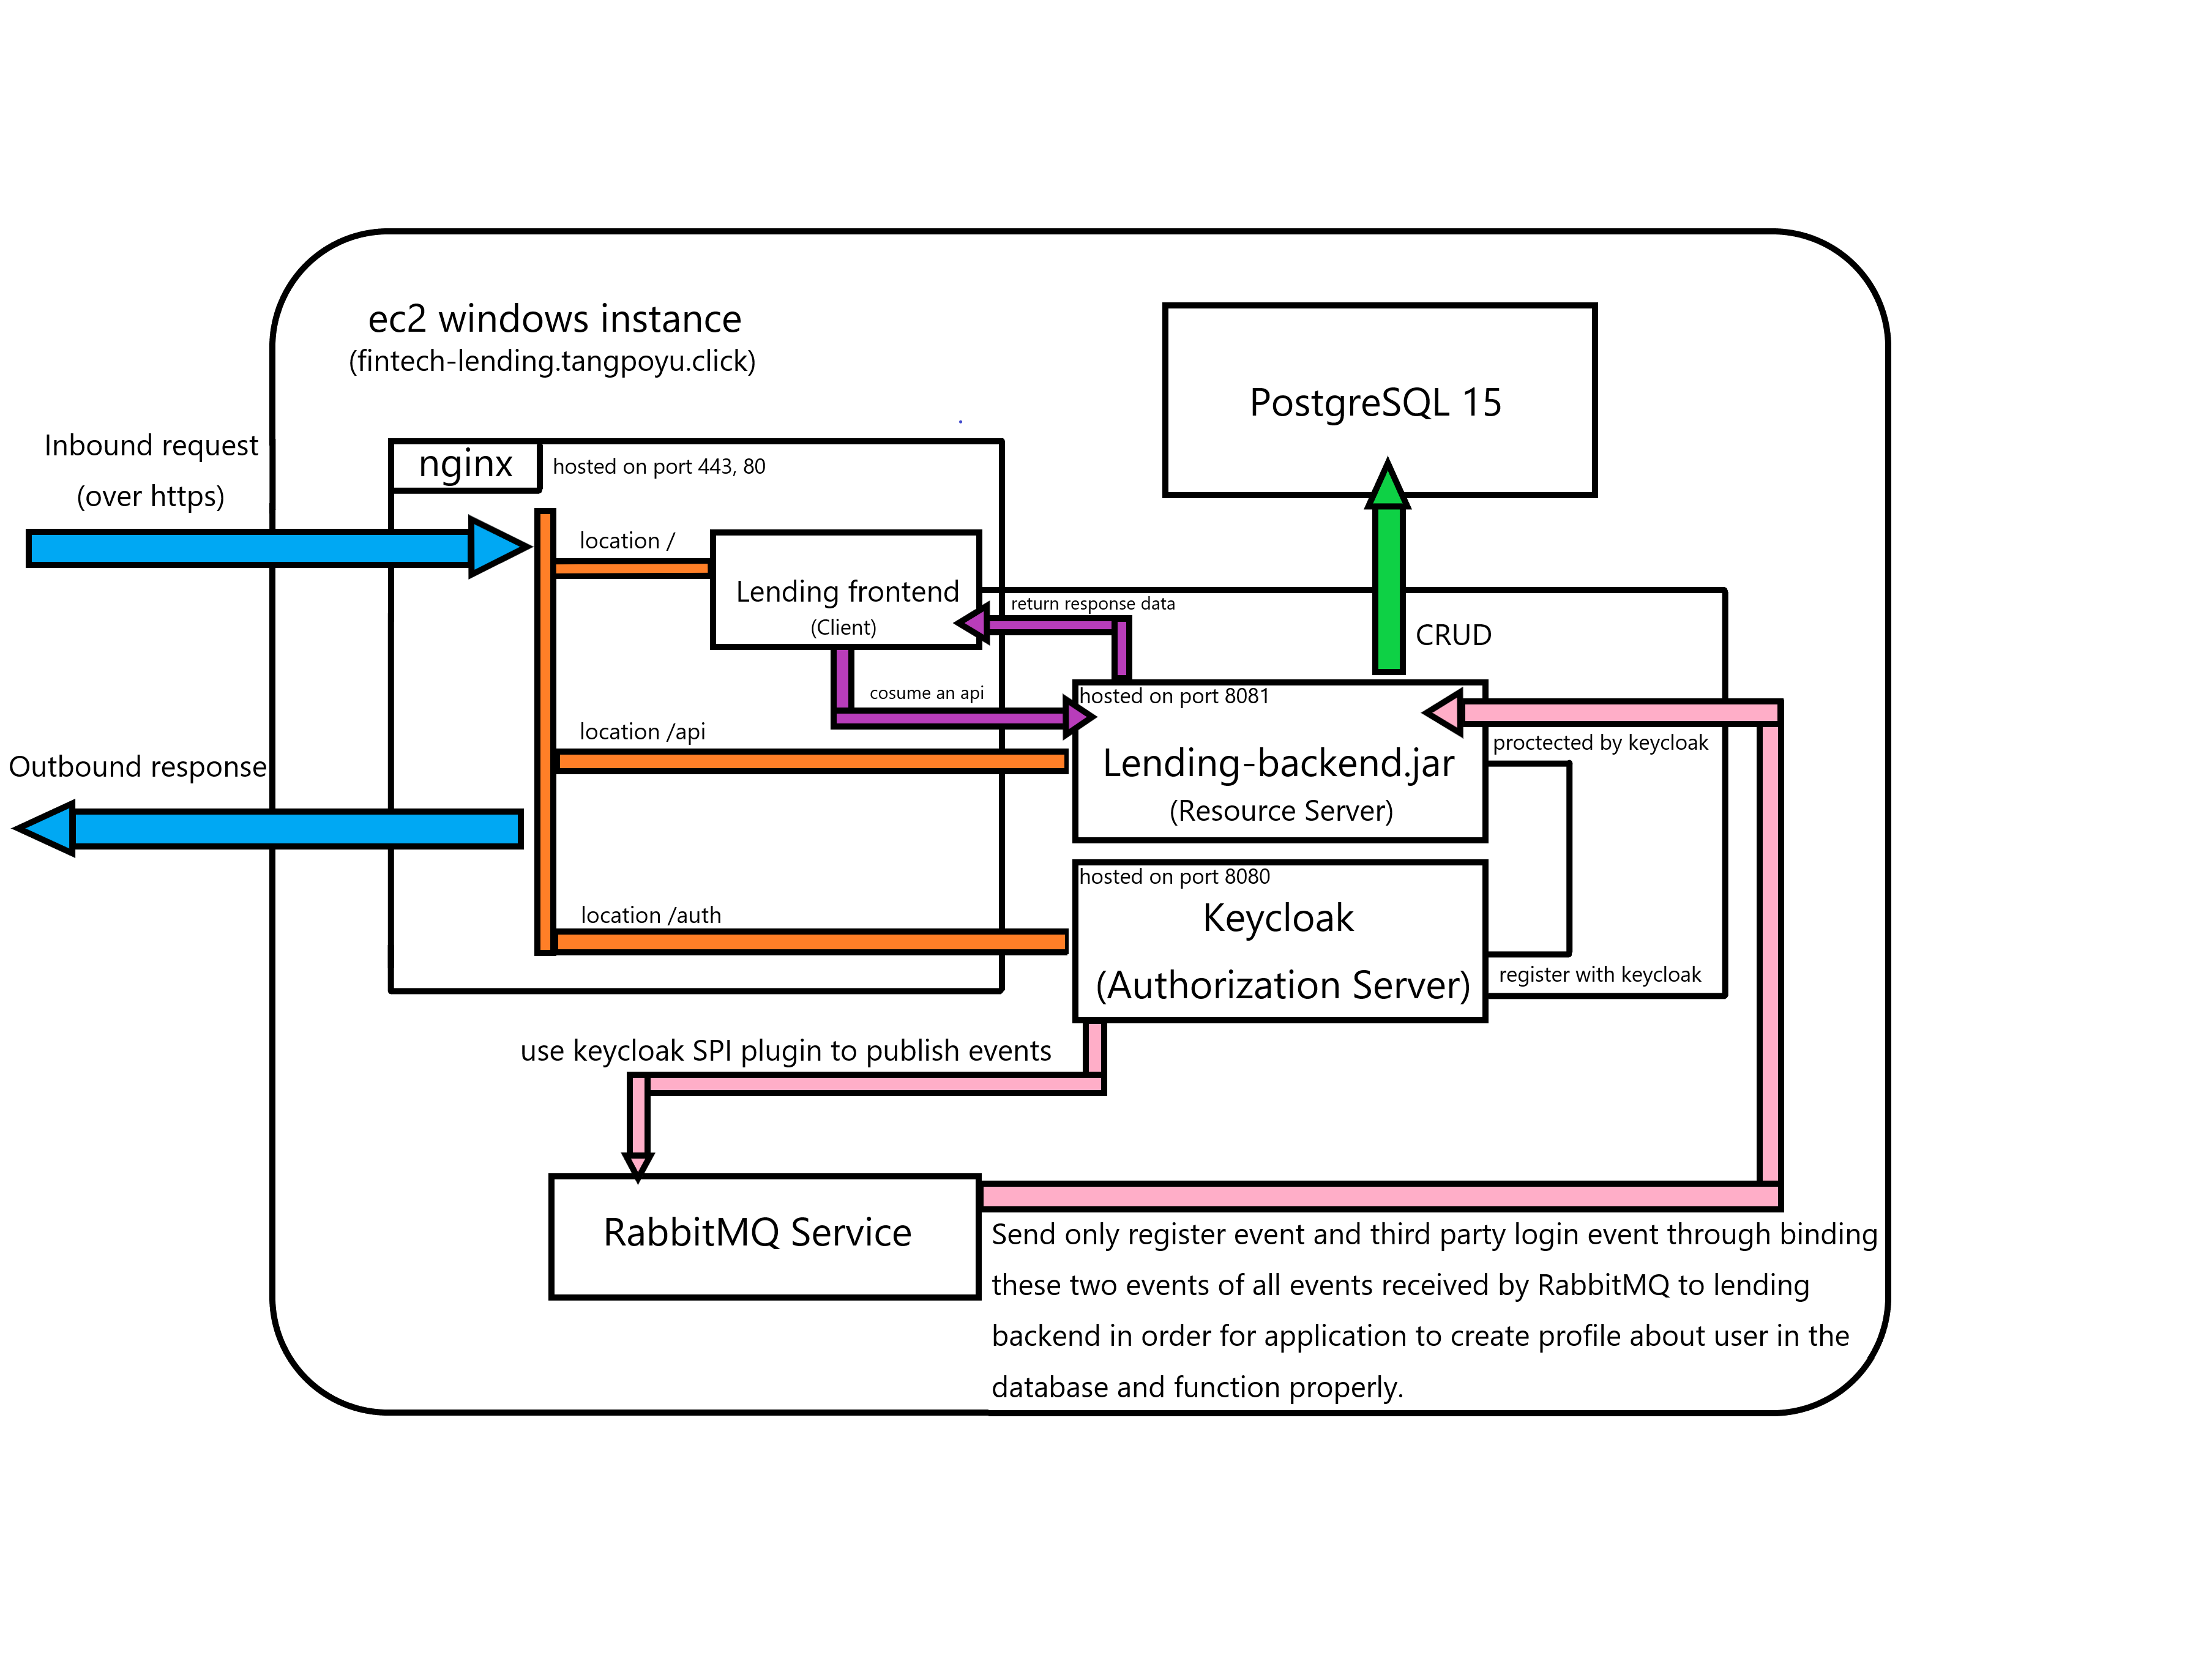 ec2 windows instance
(fintech-lending.tangpoyu.click)
PostgreSQL 15
Inbound request
(over https)
nginx
hosted on port 443, 80
location /
Lending frontend
(Client)
return response data
CRUD
cosume an api
hosted on port 8081
location /api
proctected by keycloak
Lending-backend.jar
(Resource Server)
Outbound response
hosted on port 8080
location /auth
Keycloak
(Authorization Server)
register with keycloak
use keycloak SPI plugin to publish events
RabbitMQ Service
Send only register event and third party login event through binding
these two events of all events received by RabbitMQ to lending
backend in order for application to create profile about user in the
database and function properly.